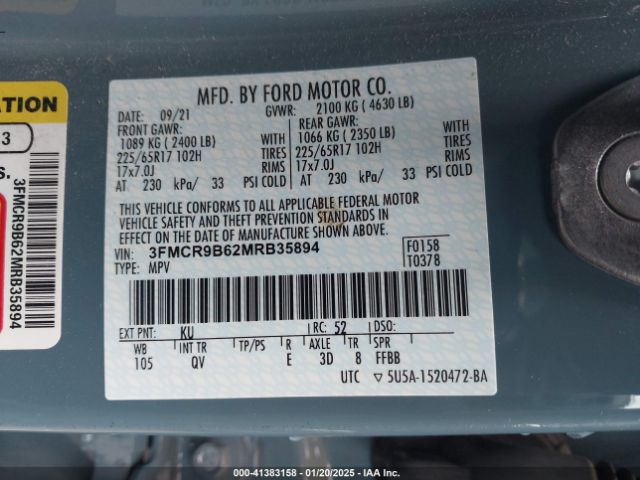 MFD. BY FORD MOTOR CO.
DATE: 09/21 GVWR: 2100 KG ( 4630 LB)
FRONT GAWR: REAR GAWR:
1089 KG ( 2400 LB) WITH 1066 KG ( 2350 LB) WITH
225/65R17 102H TIRES 225/65R17 102H TIRES
17x7.0J RIMS 17x7.0J RIMS
AT 230 kPa/ 33 PSI COLD AT 230 kPa/ 33 PSI COLD
THIS VEHICLE CONFORMS TO ALL APPLICABLE FEDERAL MOTOR
VEHICLE SAFETY AND THEFT PREVENTION STANDARDS IN
EFFECT ON THE DATE OF MANUFACTURE SHOWN ABOVE.
VIN: 3FMCR9B62MRB35894 F0158
TYPE: MPV T0378
EXT PNT: KU RC: 52 DSO:
WB INT TR TP/PS R AXLE TR SPR
105 QV E 3D 8 FFBB
UTC ▽ 5U5A-1520472-BA
ATION
3
S.
3FMCR9B62MRB35894
000-41383158 - 01/20/2025 - IAA Inc.